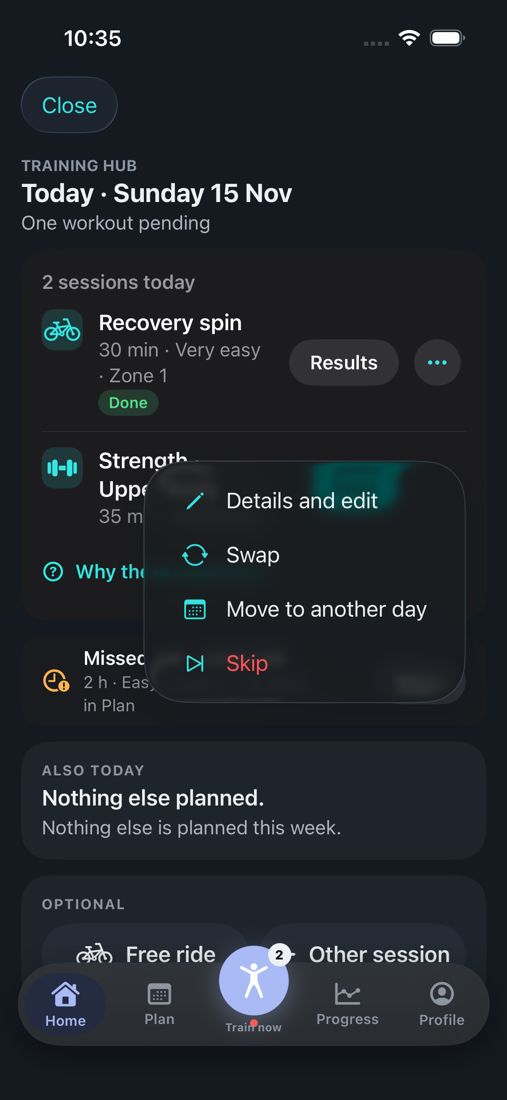 10:35
Close
TRAINING HUB
Today · Sunday 15 Nov
One workout pending
2 sessions today
Recovery spin
30 min · Very easy
· Zone 1
Done
Results
Strength ·
Uppe
35 m
Why the
Details and edit
Swap
Move to another day
Skip
Missed
2 h · Easy
in Plan
ALSO TODAY
Nothing else planned.
Nothing else is planned this week.
OPTIONAL
Free ride
Other session
2
Home
Plan
Train now
Progress
Profile